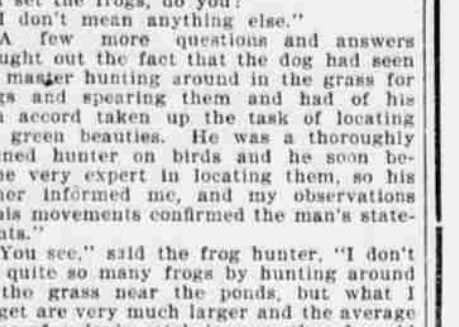 set the frogs, do you?
I don't mean anything else."
A few more questions and answers
ught out the fact that the dog had seen
master hunting around in the grass for
gs and spearing them and had of his
n accord taken up the task of locating
green beauties. He was a thoroughly
ined hunter on birds and he soon be-
ne very expert in locating them, so his
ner informed me, and my observations
his movements confirmed the man's state-
nts."
"You see," said the frog hunter, "I don't
quite so many frogs by hunting around
the grass near the ponds, but what I
get are very much larger and the average